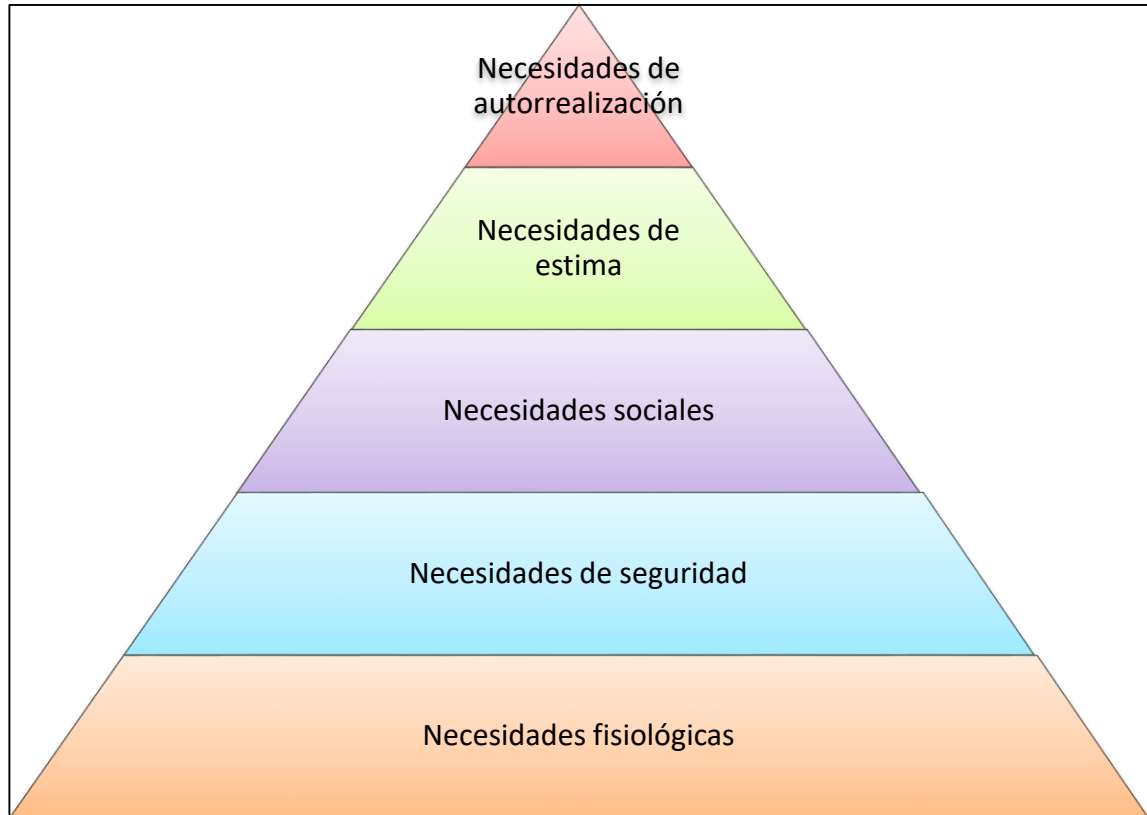 Necesidades de
autorrealización
Necesidades de
estima
Necesidades sociales
Necesidades de seguridad
Necesidades fisiológicas